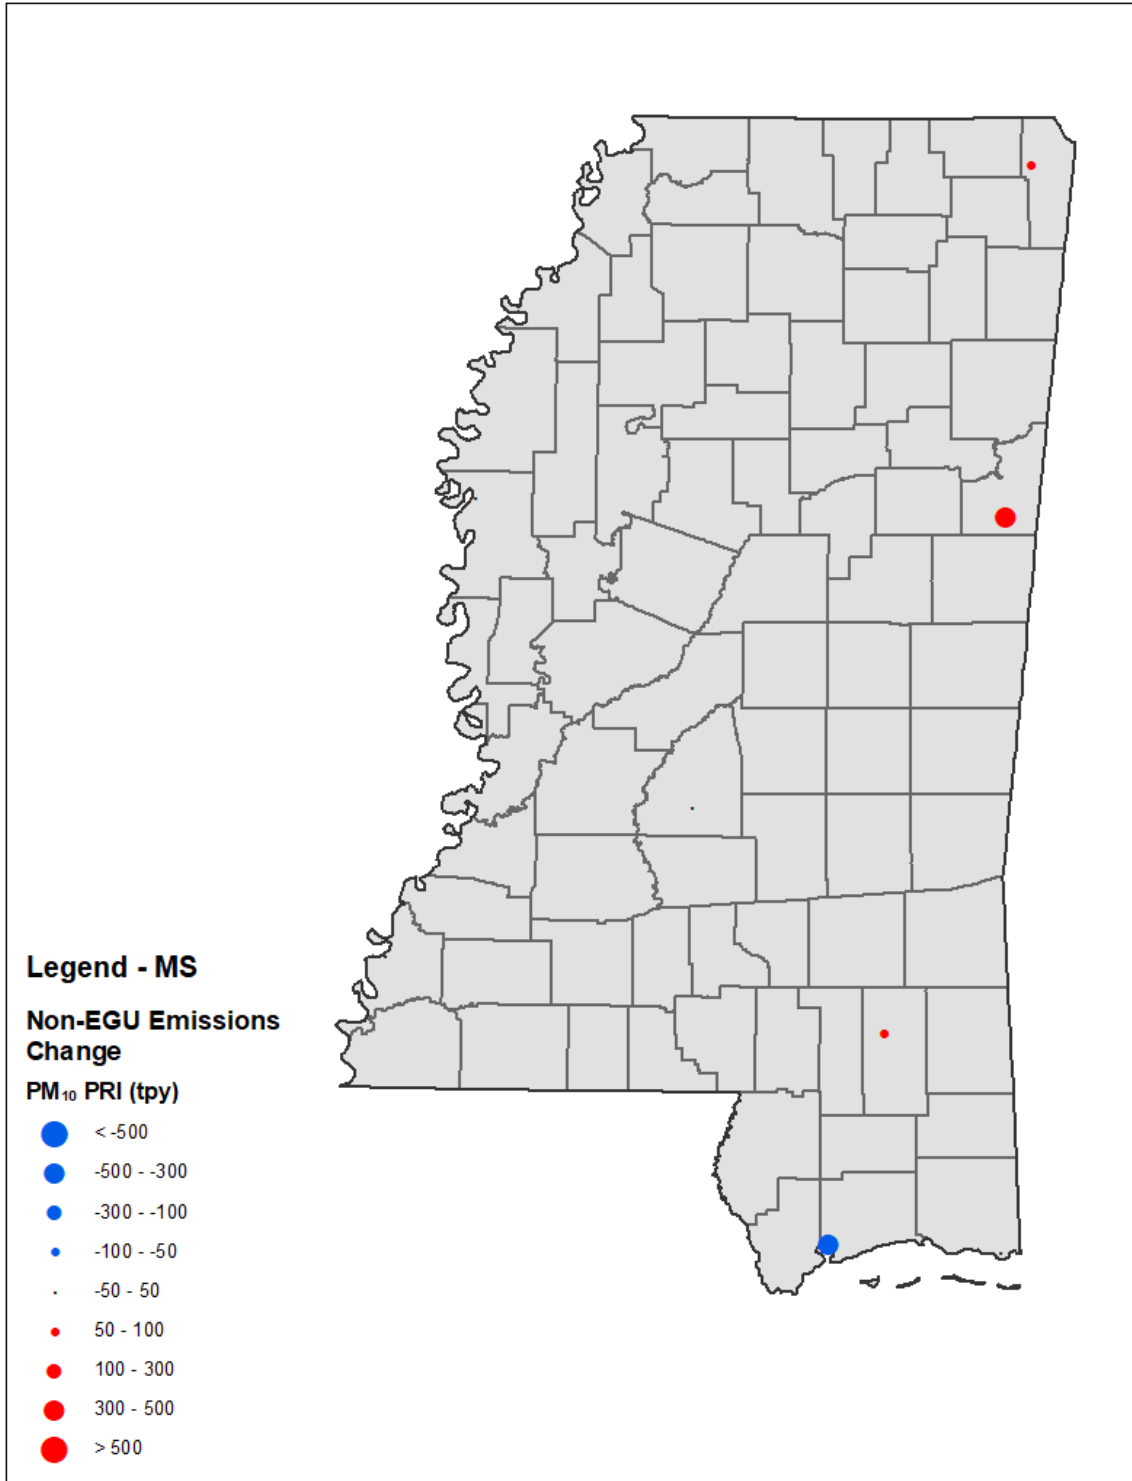 Legend - MS
Non-EGU Emissions
Change
PM₁₀ PRI (tpy)
< -500
-500 - -300
-300 - -100
-100 - -50
-50 - 50
50 - 100
100 - 300
300 - 500
> 500